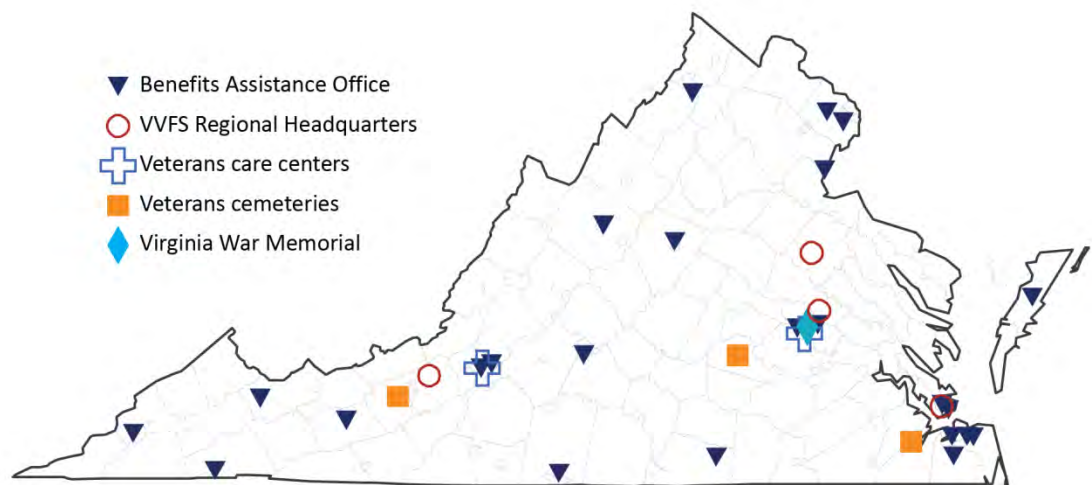 Benefits Assistance Office
VVFS Regional Headquarters
Veterans care centers
Veterans cemeteries
Virginia War Memorial